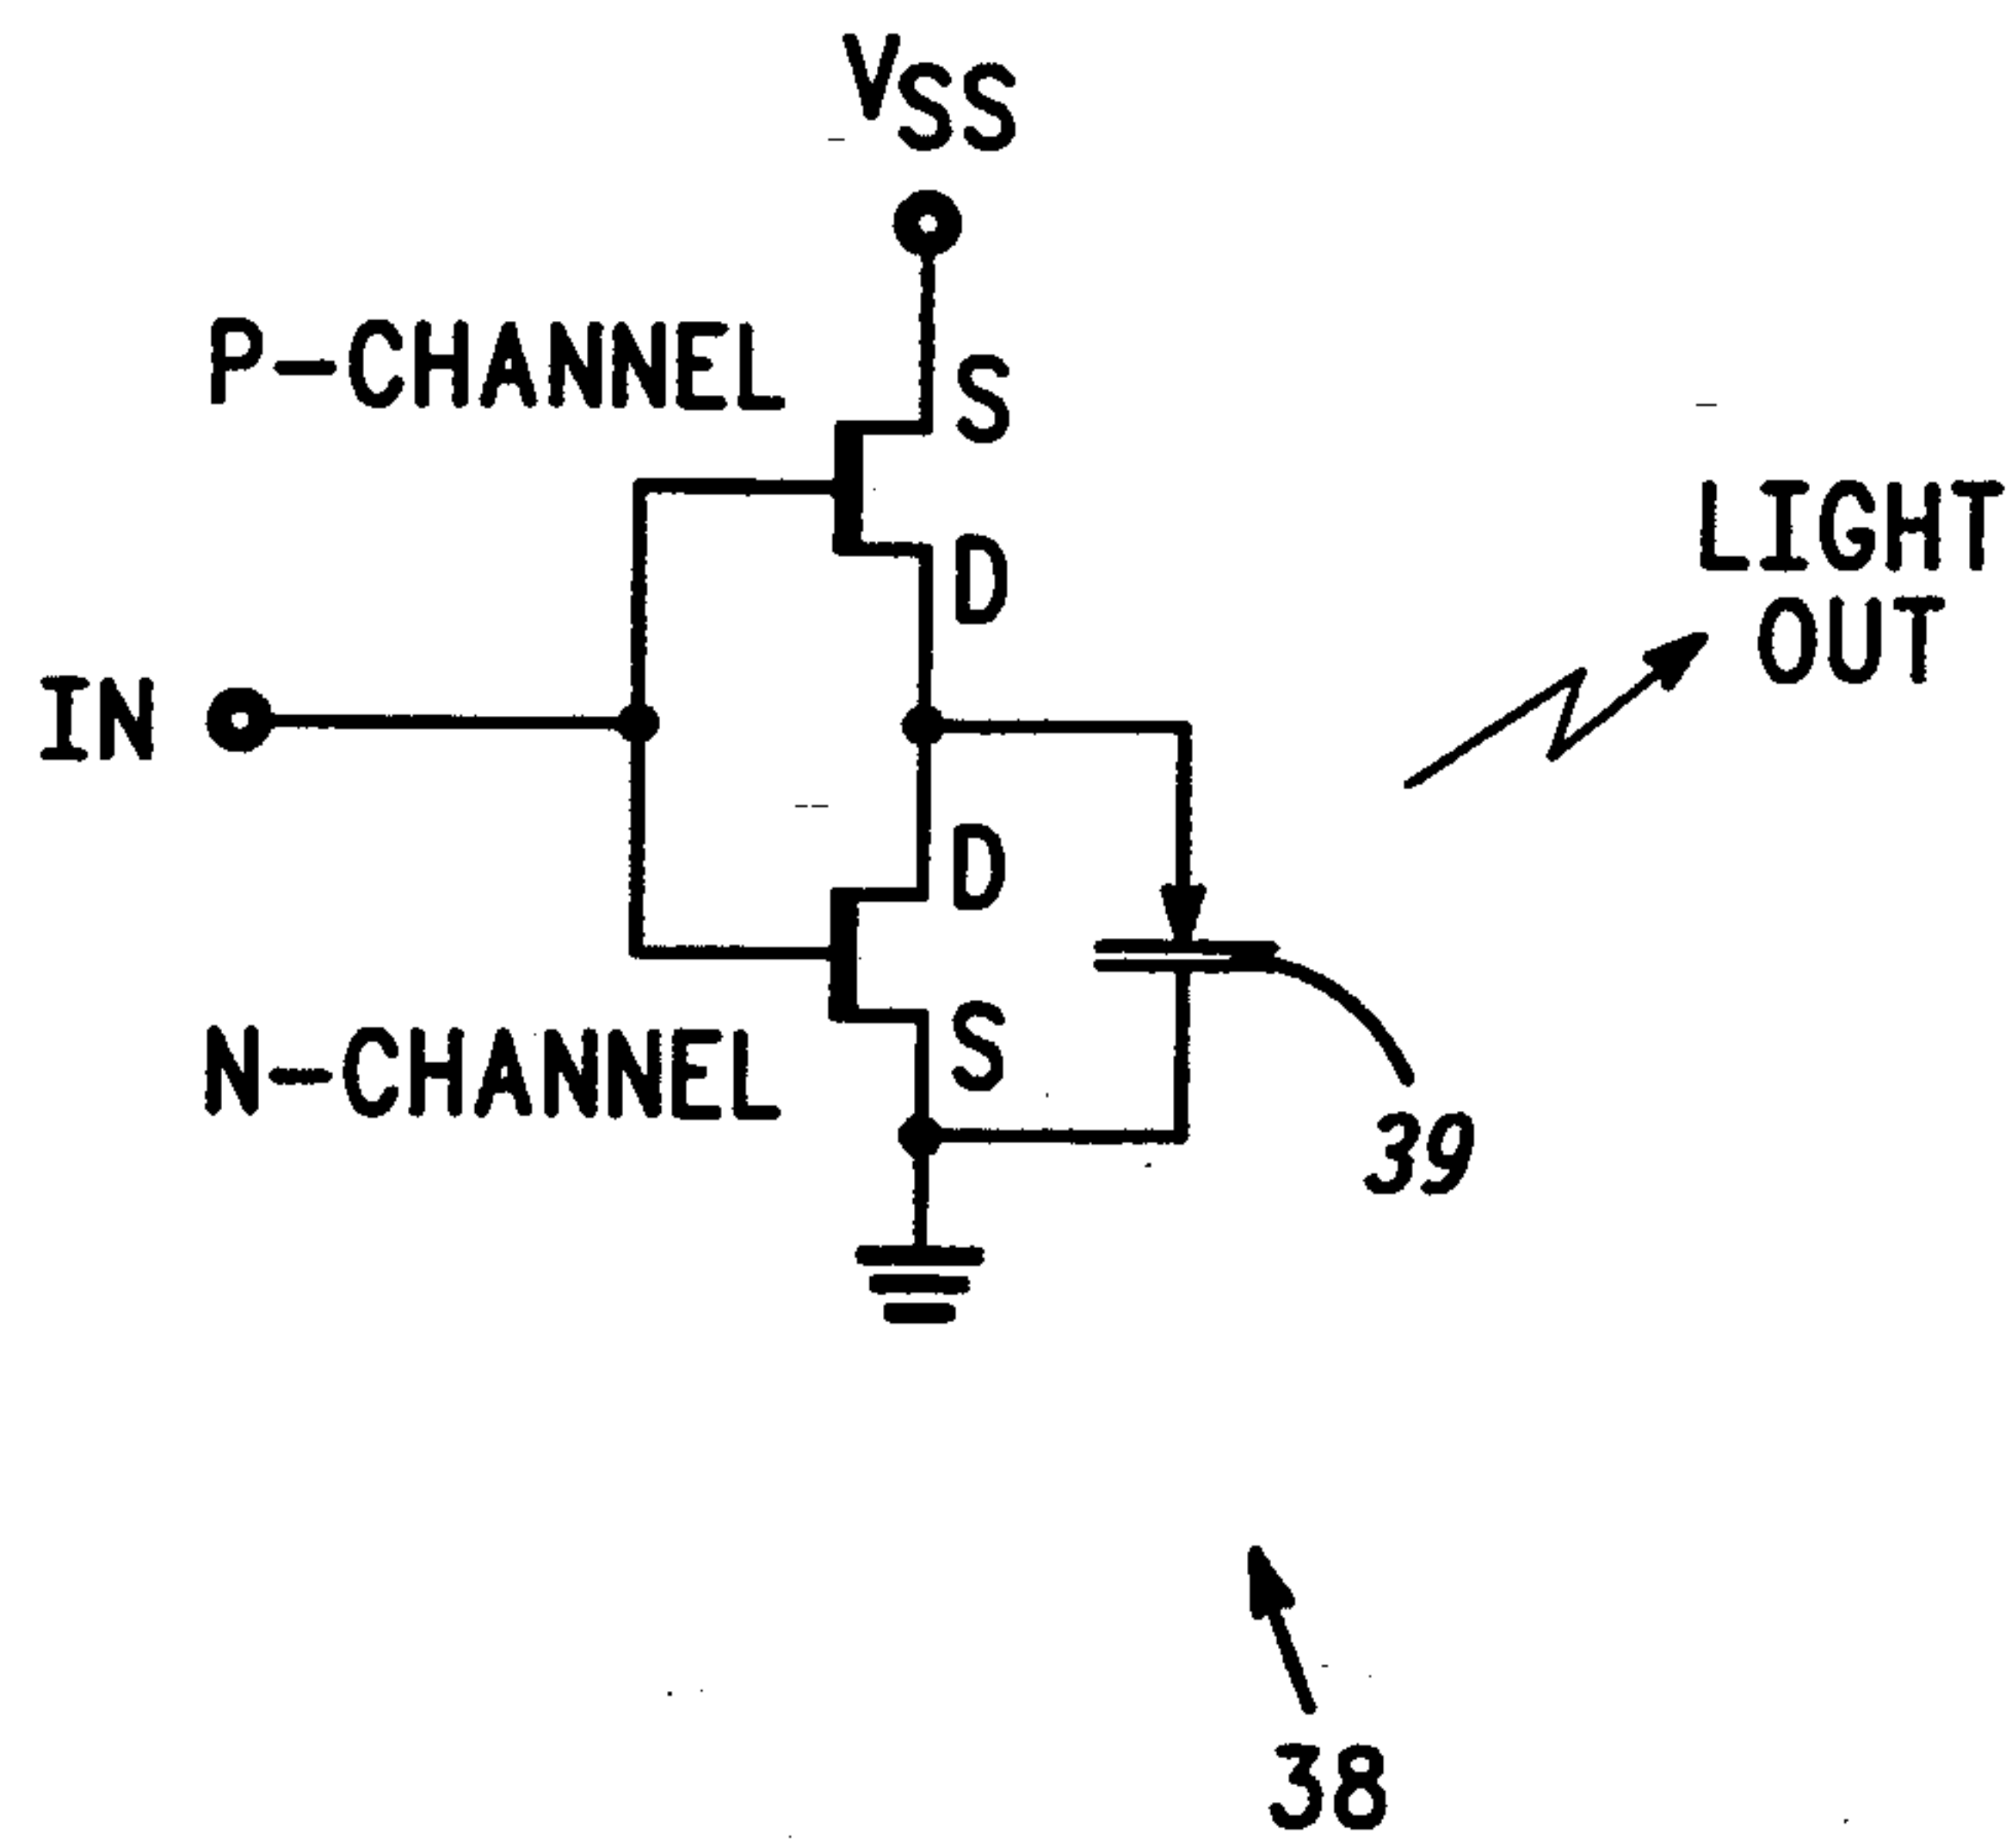 VSS
P-CHANNEL
S
D
LIGHT
OUT
IN
D
S
N-CHANNEL
39
38